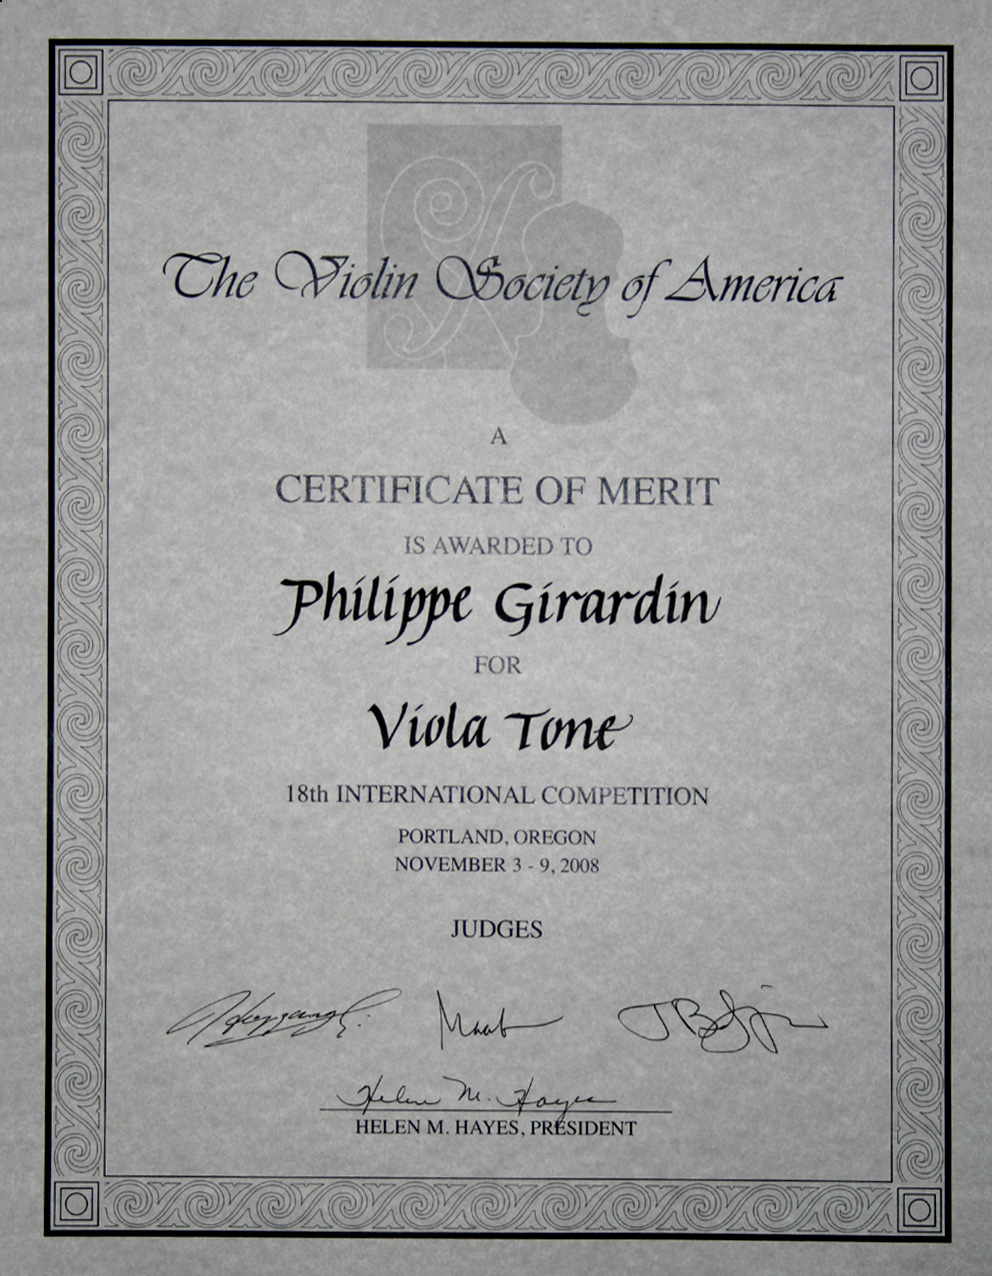 The Violin Society of America
A
CERTIFICATE OF MERIT
IS AWARDED TO
Philippe Girardin
FOR
Viola Tone
18th INTERNATIONAL COMPETITION
PORTLAND, OREGON
NOVEMBER 3 - 9, 2008
JUDGES
Helen M. Hayes
HELEN M. HAYES, PRESIDENT